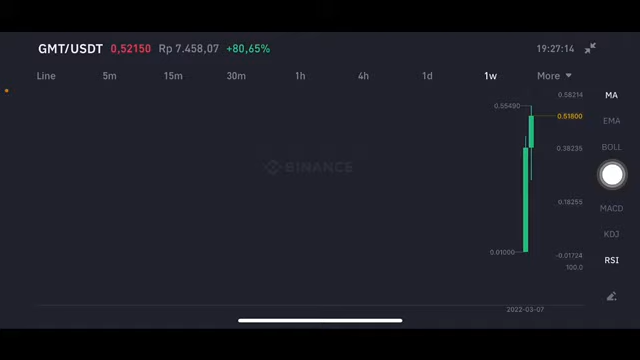 GMT/USDT 0,52150 Rp 7.458,07 +80,65% 19:27:14
Line 5m 15m 30m 1h 4h 1d 1w More
0.58214
MA
0.55490
0.51800
EMA
0.38235
BOLL
BINANCE
0.18255
MACD
KDJ
0.01000
-0.01724
RSI
100.0
2022-03-07